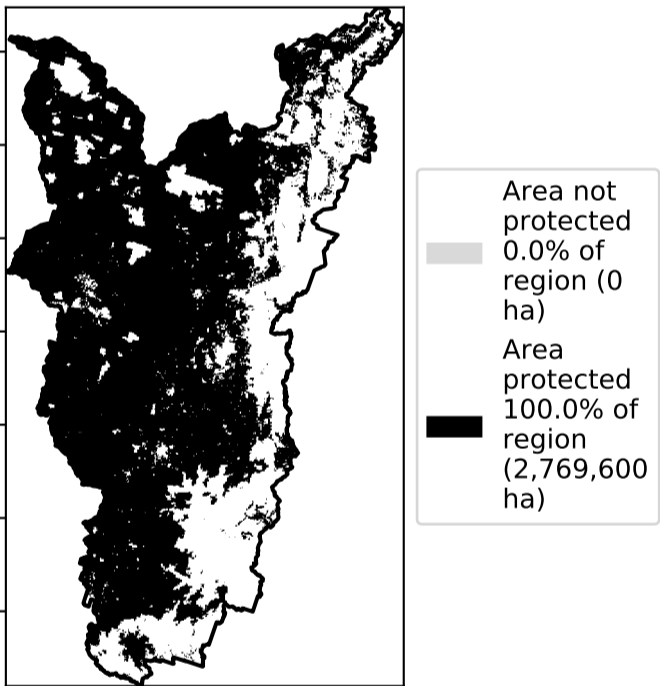 Area not
protected
0.0% of
region (0
ha)
Area
protected
100.0% of
region
(2,769,600
ha)